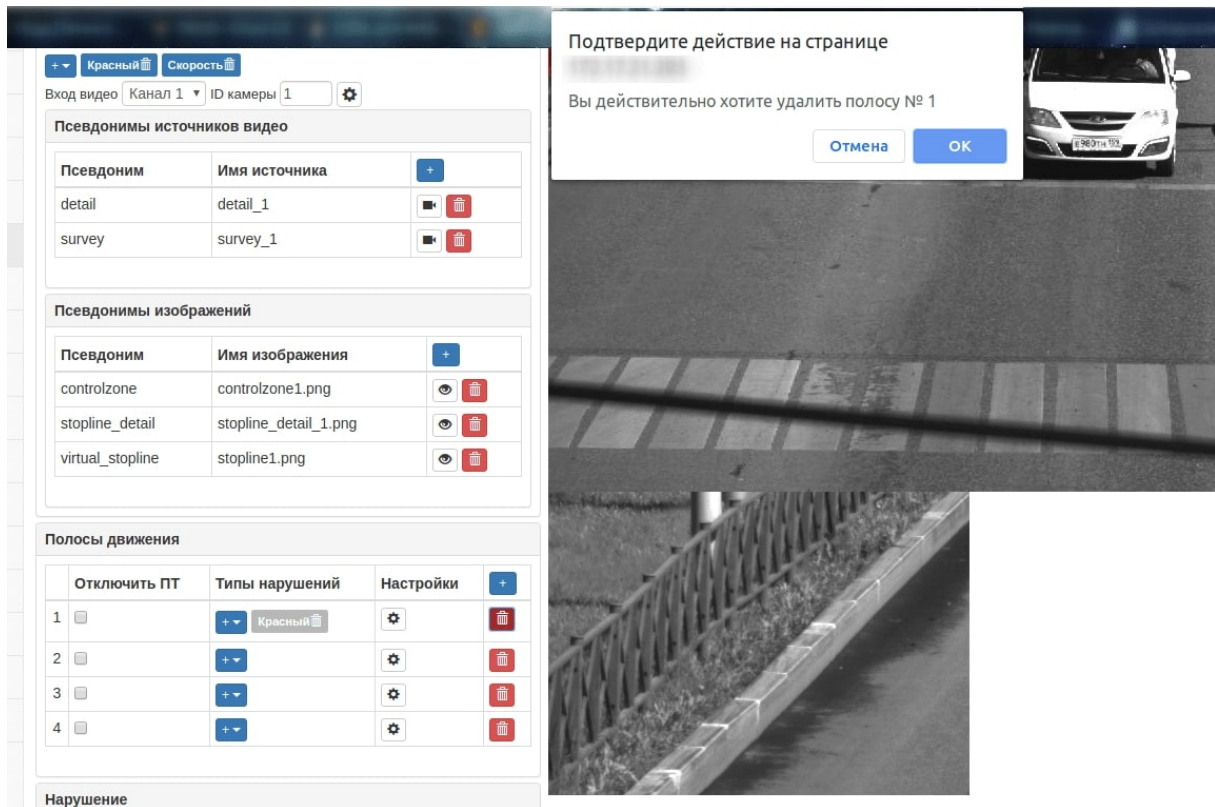 Подтвердите действие на странице
Вы действительно хотите удалить полосу № 1
Отмена
OK
+ Красный Скорость
Вход видео Канал 1 ID камеры 1
Псевдонимы источников видео
Псевдоним Имя источника +
detail detail_1
survey survey_1
Псевдонимы изображений
Псевдоним Имя изображения +
controlzone controlzone1.png
stopline_detail stopline_detail_1.png
virtual_stopline stopline1.png
Полосы движения
Отключить ПТ Типы нарушений Настройки +
1 + Красный
2 +
3 +
4 +
Нарушение